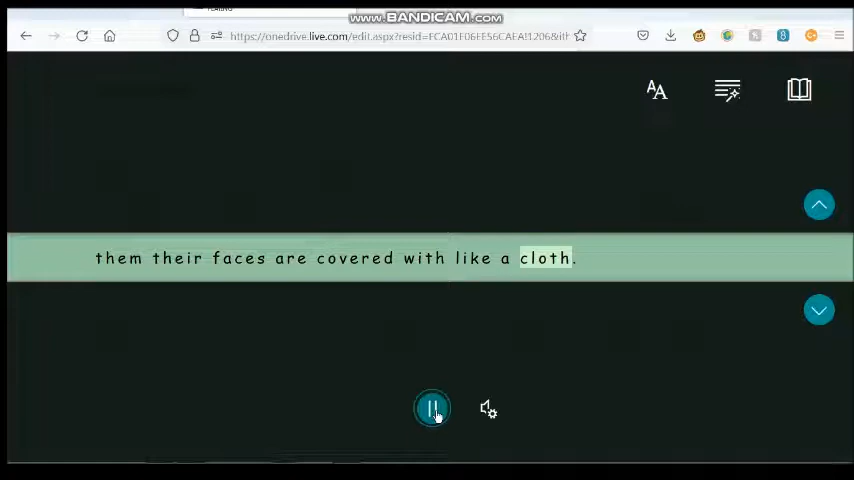 www.BANDICAM.com
https://onedrive.live.com/edit.aspx?resid=FCA01F06EE56CAEA!1206&ith
AA
them their faces are covered with like a cloth.